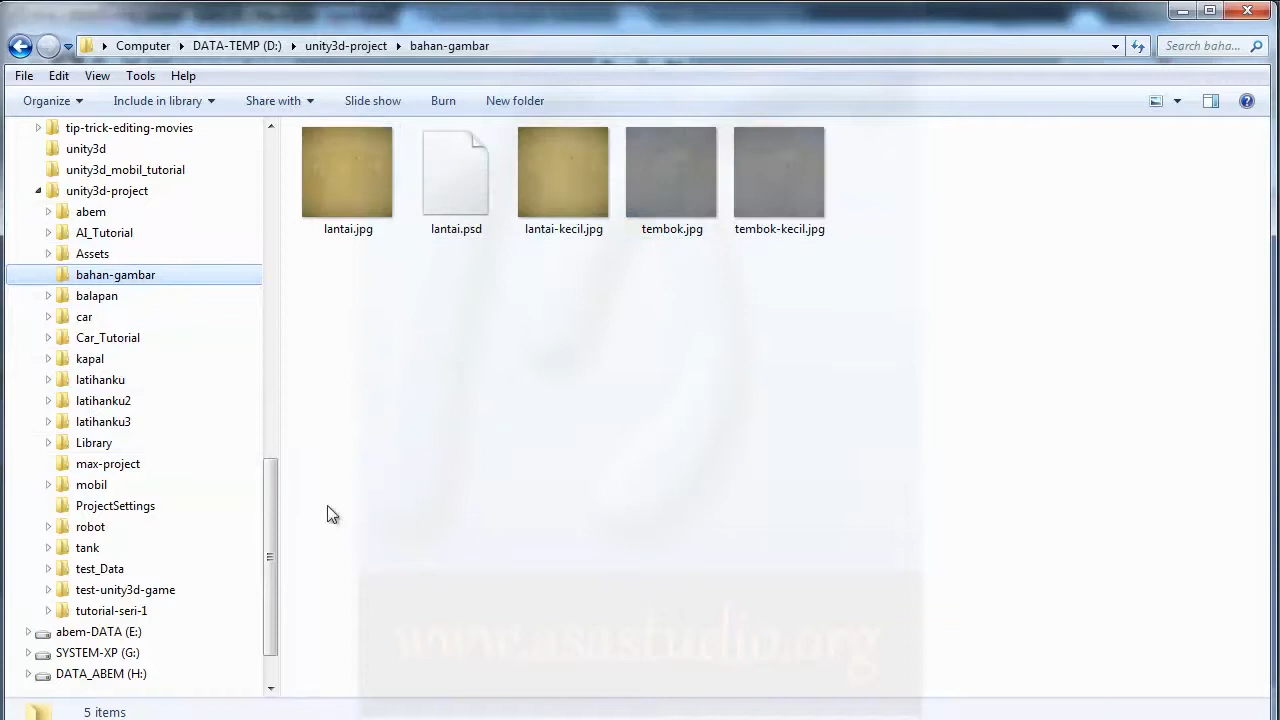 Computer DATA-TEMP (D:) unity3d-project bahan-gambar Search baha...
File Edit View Tools Help
Organize Include in library Share with Slide show Burn New folder
tip-trick-editing-movies
unity3d
unity3d_mobil_tutorial
unity3d-project
abem
AI_Tutorial
Assets
bahan-gambar
balapan
car
Car_Tutorial
kapal
latihanku
latihanku2
latihanku3
Library
max-project
mobil
ProjectSettings
robot
tank
test_Data
test-unity3d-game
tutorial-seri-1
abem-DATA (E:)
SYSTEM-XP (G:)
DATA_ABEM (H:)
lantai.jpg lantai.psd lantai-kecil.jpg tembok.jpg tembok-kecil.jpg
5 items